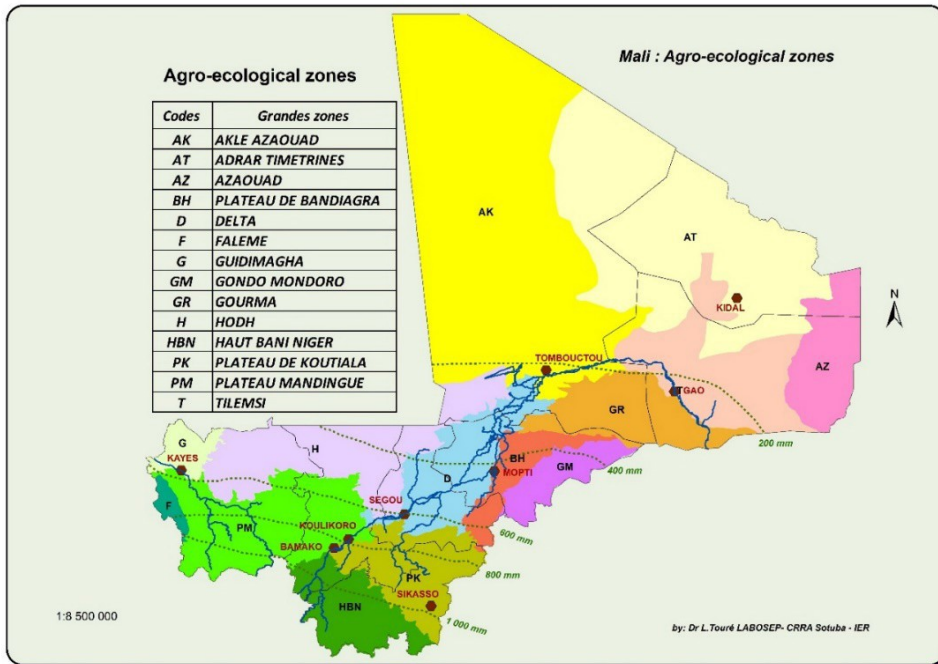 Mali : Agro-ecological zones
Agro-ecological zones
Codes Grandes zones
AK AKLE AZAOUAD
AT ADRAR TIMETRINES
AZ AZAOUAD
BH PLATEAU DE BANDIAGRA
D DELTA
F FALEME
G GUIDIMAGHA
GM GONDO MONDORO
GR GOURMA
H HODH
HBN HAUT BANI NIGER
PK PLATEAU DE KOUTIALA
PM PLATEAU MANDINGUE
T TILEMSI
AK
AT
N
KIDAL
TOMBOUCTOU
AZ
TGAO
GR
200 mm
G
H
KAYES
BH
400 mm
MOPTI
GM
D
F
SEGOU
PM
KOULIKORO
600 mm
BAMAKO
800 mm
PK
SIKASSO
HBN
1 000 mm
1:8 500 000
by: Dr L.Touré LABOSEP- CRRA Sotuba - IER